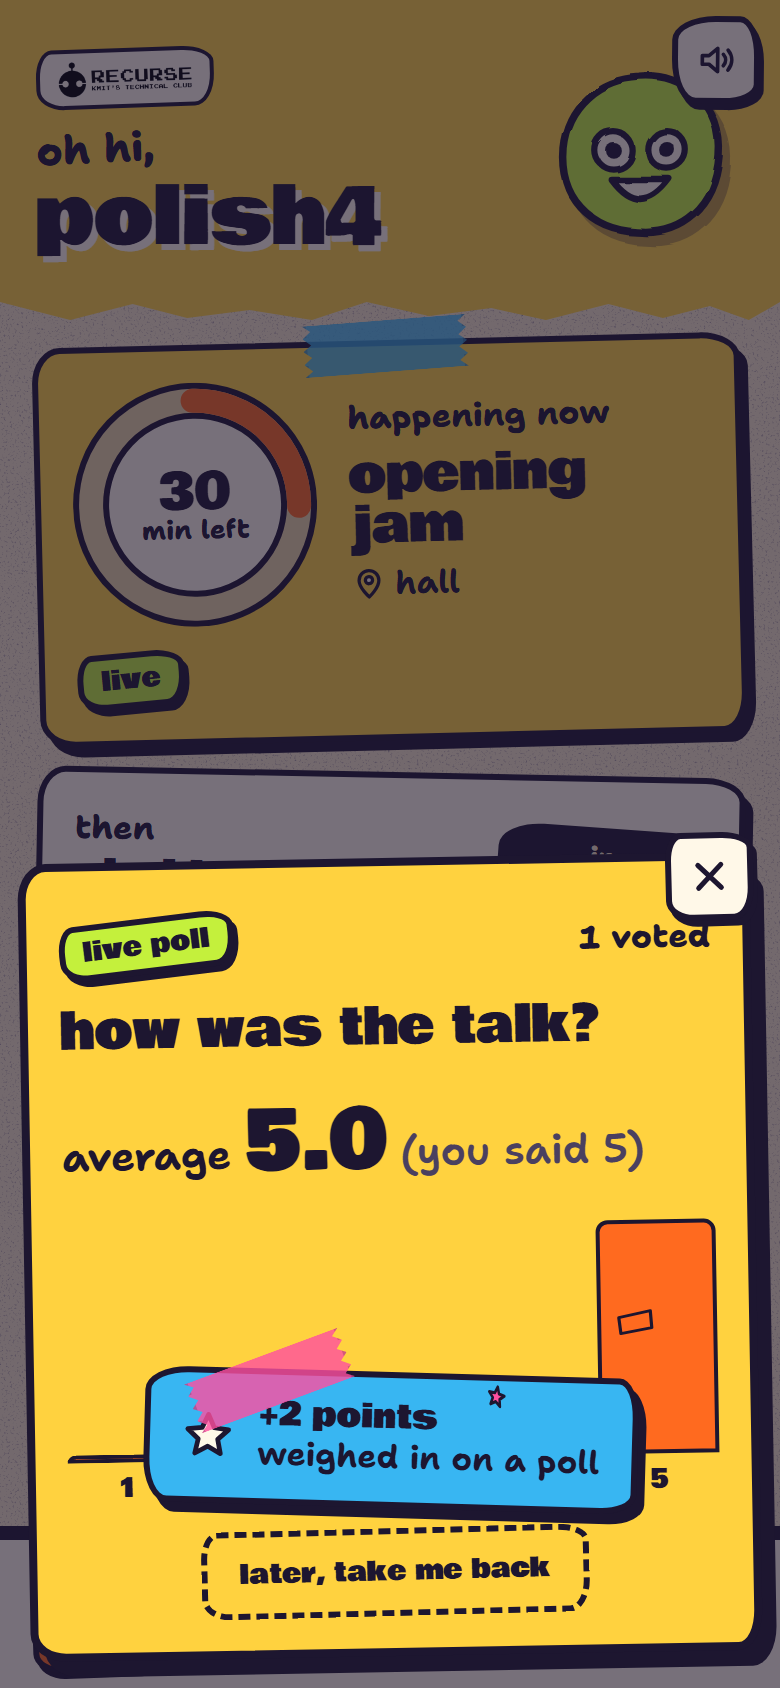 RECURSE
KMIT'S TECHNICAL CLUB
oh hi,
polish4
30
min left
happening now
opening
jam
hall
live
then
live poll
1 voted
how was the talk?
average 5.0 (you said 5)
+2 points
weighed in on a poll
1
5
later, take me back